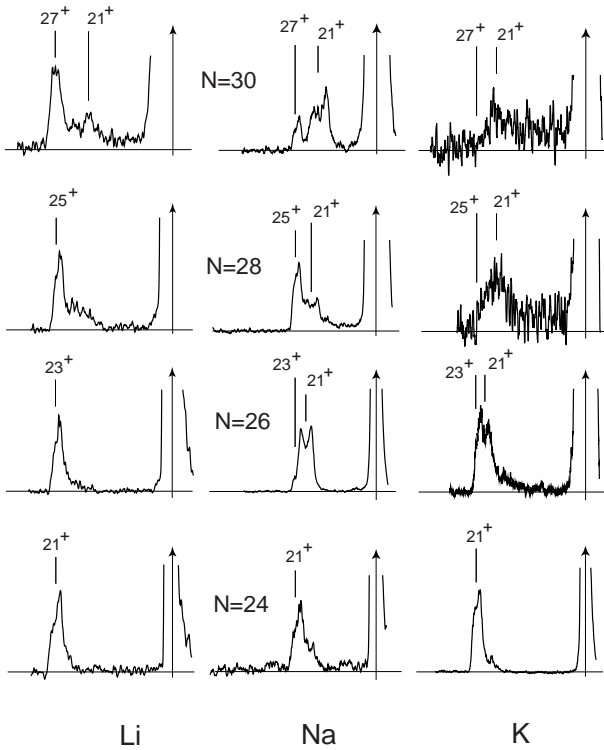 27+ 21+ 27+ 21+ 27+ 21+
N=30
25+ 25+ 21+ 25+ 21+
N=28
23+ 23+ 21+ 23+ 21+
N=26
21+ 21+ 21+
N=24
Li Na K